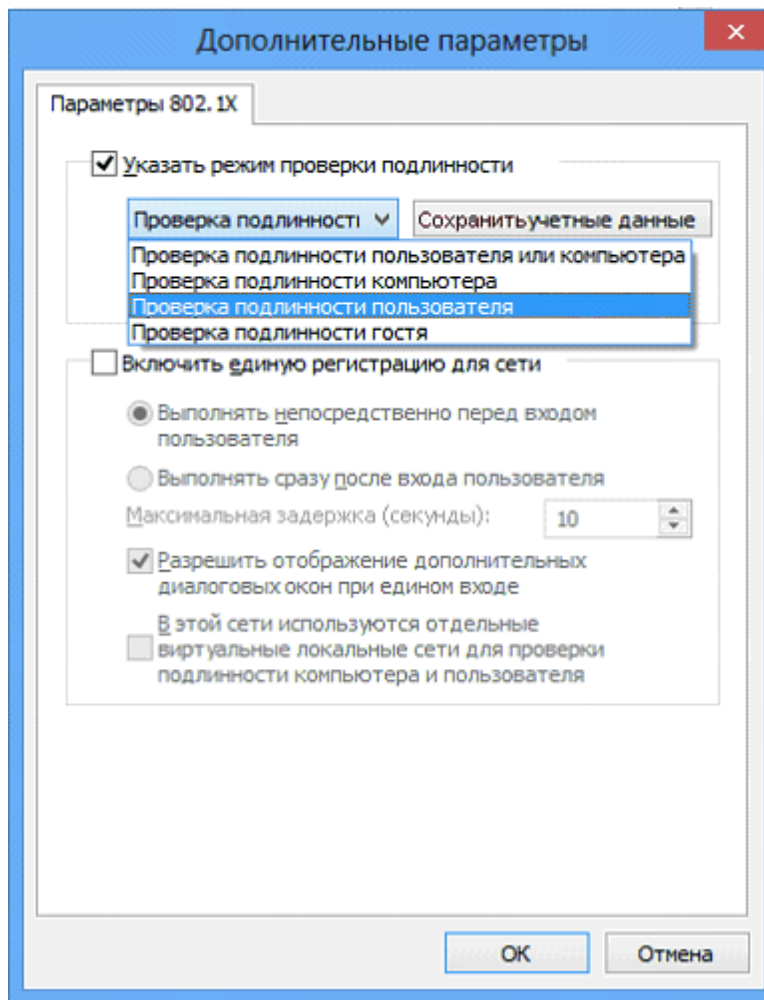 Дополнительные параметры
Параметры 802.1X
Указать режим проверки подлинности
Проверка подлинності
Сохранитьучетные данные
Проверка подлинности пользователя или компьютера
Проверка подлинности компьютера
Проверка подлинности пользователя
Проверка подлинности гостя
Включить единую регистрацию для сети
Выполнять непосредственно перед входом
пользователя
Выполнять сразу после входа пользователя
Максимальная задержка (секунды):
10
Разрешить отображение дополнительных
диалоговых окон при едином входе
В этой сети используются отдельные
виртуальные локальные сети для проверки
подлинности компьютера и пользователя
ОК
Отмена